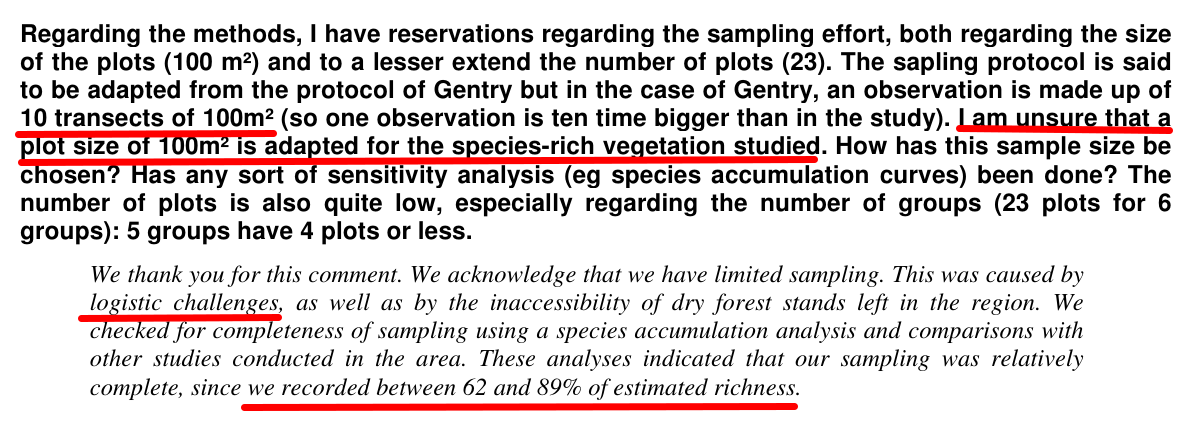 Regarding the methods, I have reservations regarding the sampling effort, both regarding the size
of the plots (100 m²) and to a lesser extend the number of plots (23). The sapling protocol is said
to be adapted from the protocol of Gentry but in the case of Gentry, an observation is made up of
10 transects of 100m² (so one observation is ten time bigger than in the study). I am unsure that a
plot size of 100m² is adapted for the species-rich vegetation studied. How has this sample size be
chosen? Has any sort of sensitivity analysis (eg species accumulation curves) been done? The
number of plots is also quite low, especially regarding the number of groups (23 plots for 6
groups): 5 groups have 4 plots or less.
We thank you for this comment. We acknowledge that we have limited sampling. This was caused by
logistic challenges, as well as by the inaccessibility of dry forest stands left in the region. We
checked for completeness of sampling using a species accumulation analysis and comparisons with
other studies conducted in the area. These analyses indicated that our sampling was relatively
complete, since we recorded between 62 and 89% of estimated richness.